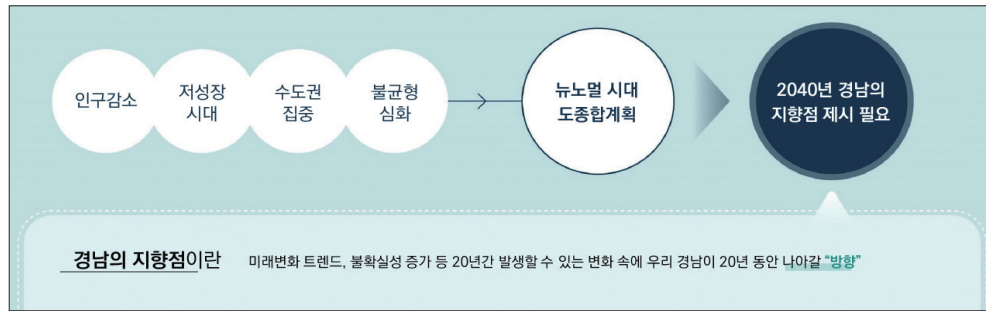 인구감소
저성장
시대
수도권
집중
불균형
심화
뉴노멀 시대
도종합계획
2040년 경남의
지향점 제시 필요
경남의 지향점이란
미래변화 트렌드, 불확실성 증가 등 20년간 발생할 수 있는 변화 속에 우리 경남이 20년 동안 나아갈 “방향”